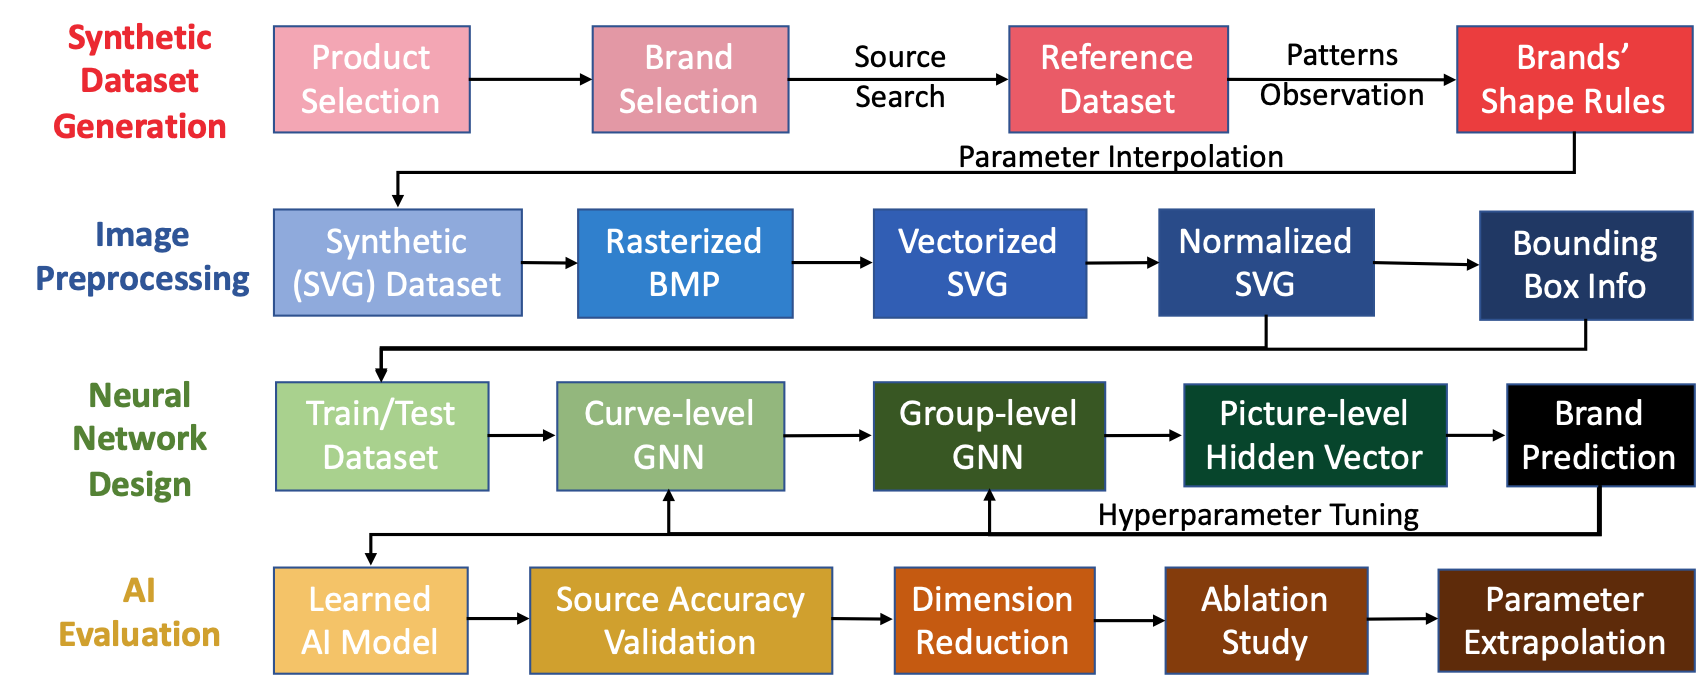 Synthetic
Dataset
Generation
Product
Selection
Brand
Selection
Source
Search
Reference
Dataset
Patterns
Observation
Brands’
Shape Rules
Parameter Interpolation
Image
Preprocessing
Synthetic
(SVG) Dataset
Rasterized
BMP
Vectorized
SVG
Normalized
SVG
Bounding
Box Info
Neural
Network
Design
Train/Test
Dataset
Curve-level
GNN
Group-level
GNN
Picture-level
Hidden Vector
Brand
Prediction
Hyperparameter Tuning
AI
Evaluation
Learned
AI Model
Source Accuracy
Validation
Dimension
Reduction
Ablation
Study
Parameter
Extrapolation